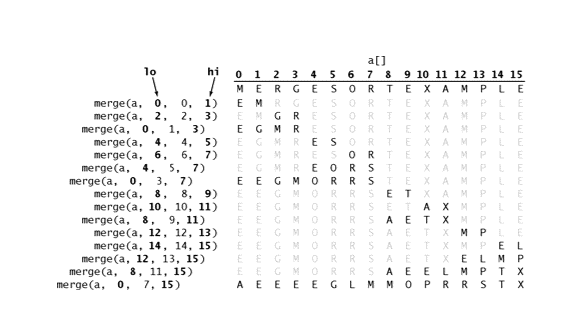 a[]
lo hi 0 1 2 3 4 5 6 7 8 9 10 11 12 13 14 15
M E R G E S O R T E X A M P L E
merge(a, 0, 0, 1) E M R G E S O R T E X A M P L E
merge(a, 2, 2, 3) E M G R E S O R T E X A M P L E
merge(a, 0, 1, 3) E G M R E S O R T E X A M P L E
merge(a, 4, 4, 5) E G M R E S O R T E X A M P L E
merge(a, 6, 6, 7) E G M R E S O R T E X A M P L E
merge(a, 4, 5, 7) E G M R E O R S T E X A M P L E
merge(a, 0, 3, 7) E E G M O R R S T E X A M P L E
merge(a, 8, 8, 9) E E G M O R R S E T X A M P L E
merge(a, 10, 10, 11) E E G M O R R S E T A X M P L E
merge(a, 8, 9, 11) E E G M O R R S A E T X M P L E
merge(a, 12, 12, 13) E E G M O R R S A E T X M P L E
merge(a, 14, 14, 15) E E G M O R R S A E T X M P E L
merge(a, 12, 13, 15) E E G M O R R S A E T X E L M P
merge(a, 8, 11, 15) E E G M O R R S A E E L M P T X
merge(a, 0, 7, 15) A E E E E G L M M O P R R S T X